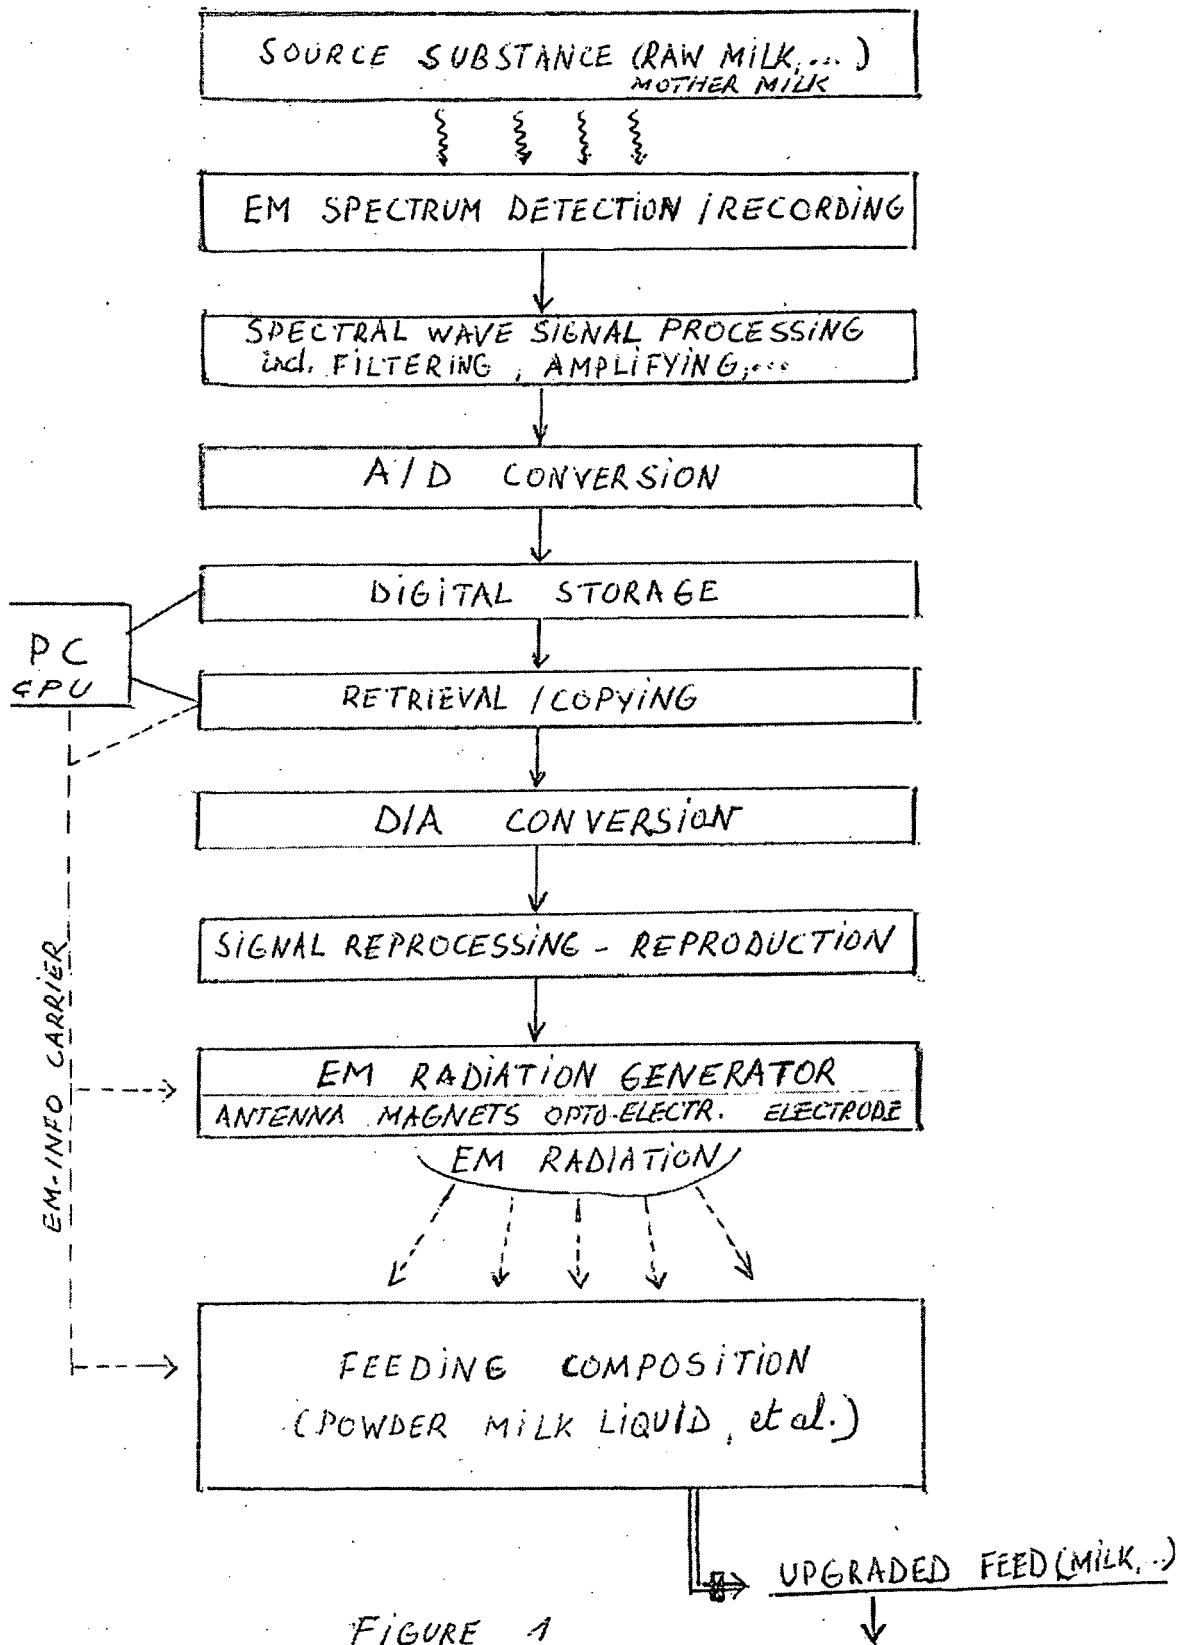 SOURCE SUBSTANCE (RAW MILK,...)
MOTHER MILK
EM SPECTRUM DETECTION / RECORDING
SPECTRAL WAVE SIGNAL PROCESSING
incl. FILTERING, AMPLIFYING,...
A/D CONVERSION
DIGITAL STORAGE
PC
CPU
RETRIEVAL / COPYING
D/A CONVERSION
SIGNAL REPROCESSING - REPRODUCTION
EM-INFO CARRIER
EM RADIATION GENERATOR
ANTENNA MAGNETS OPTO-ELECTR. ELECTRODE
EM RADIATION
FEEDING COMPOSITION
(POWDER MILK LIQUID, et al.)
UPGRADED FEED (MILK,..)
FIGURE 1